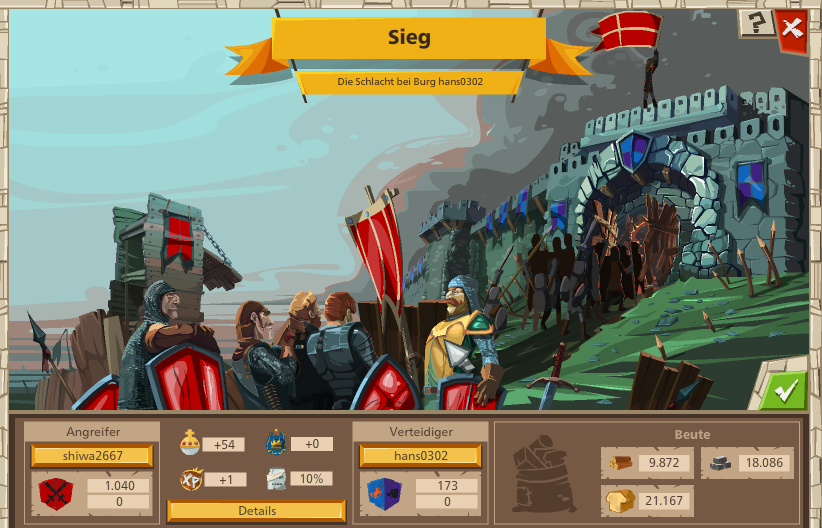 Sieg
Die Schlacht bei Burg hans0302
?
Angreifer
shiwa2667
1.040
0
+54
+0
XP
+1
10%
Details
Verteidiger
hans0302
173
0
Beute
9.872
18.086
21.167